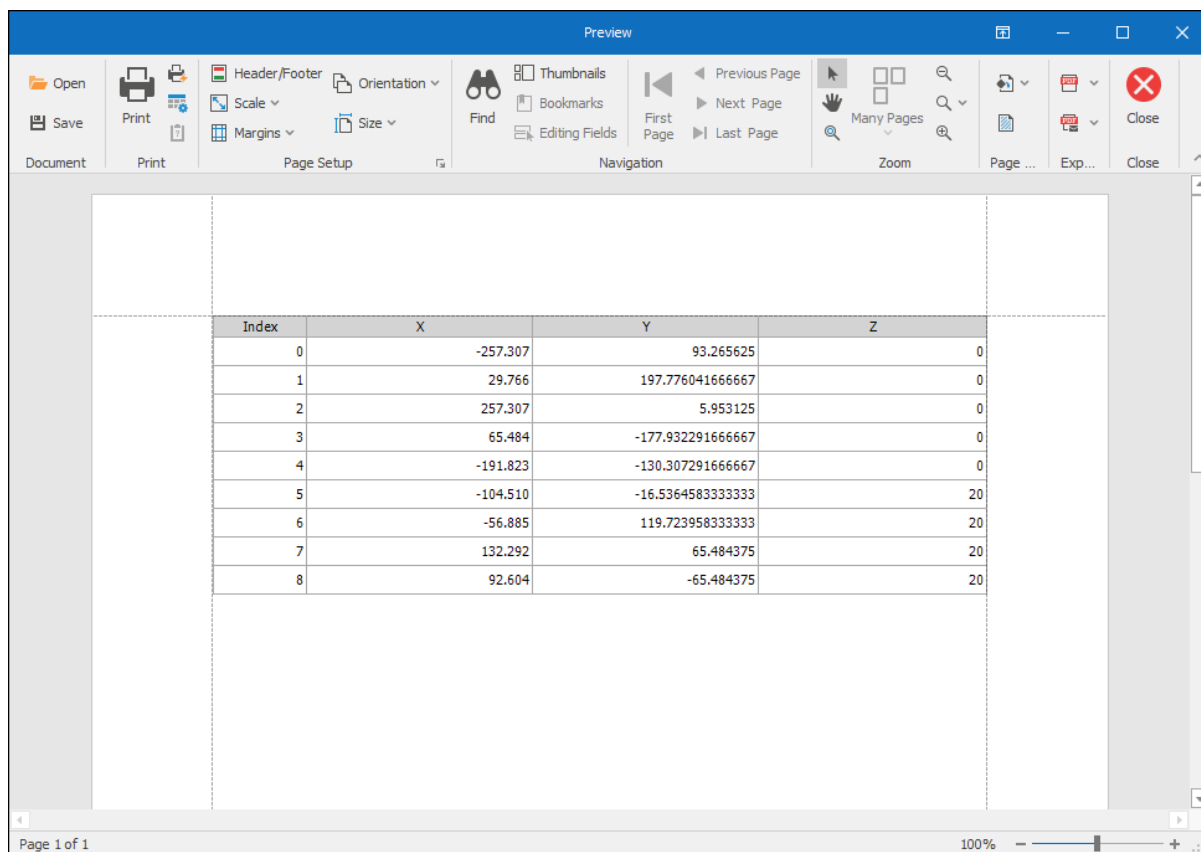 Preview
Open
Save
Document
Print
Print
Header/Footer
Scale
Margins
Orientation
Size
Page Setup
Find
Thumbnails
Bookmarks
Editing Fields
First Page
Previous Page
Next Page
Last Page
Navigation
Many Pages
Zoom
Page ...
PDF
PDF
Exp...
Close
Close
Index X Y Z
0 -257.307 93.265625 0
1 29.766 197.776041666667 0
2 257.307 5.953125 0
3 65.484 -177.932291666667 0
4 -191.823 -130.307291666667 0
5 -104.510 -16.5364583333333 20
6 -56.885 119.723958333333 20
7 132.292 65.484375 20
8 92.604 -65.484375 20
Page 1 of 1 100%